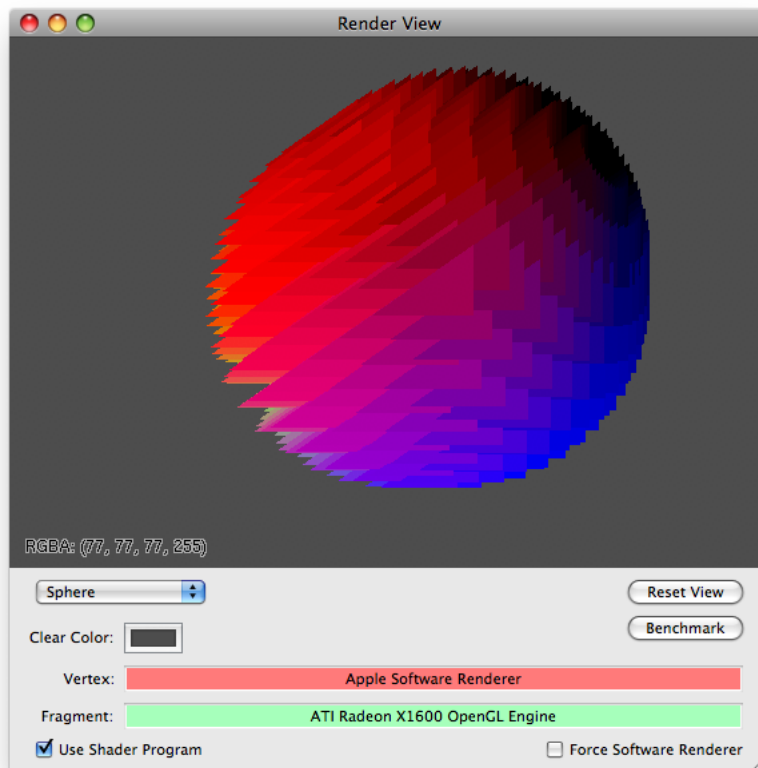 Render View
RGBA: (77, 77, 77, 255)
Sphere
Reset View
Clear Color:
Benchmark
Vertex:
Apple Software Renderer
Fragment:
ATI Radeon X1600 OpenGL Engine
Use Shader Program
Force Software Renderer